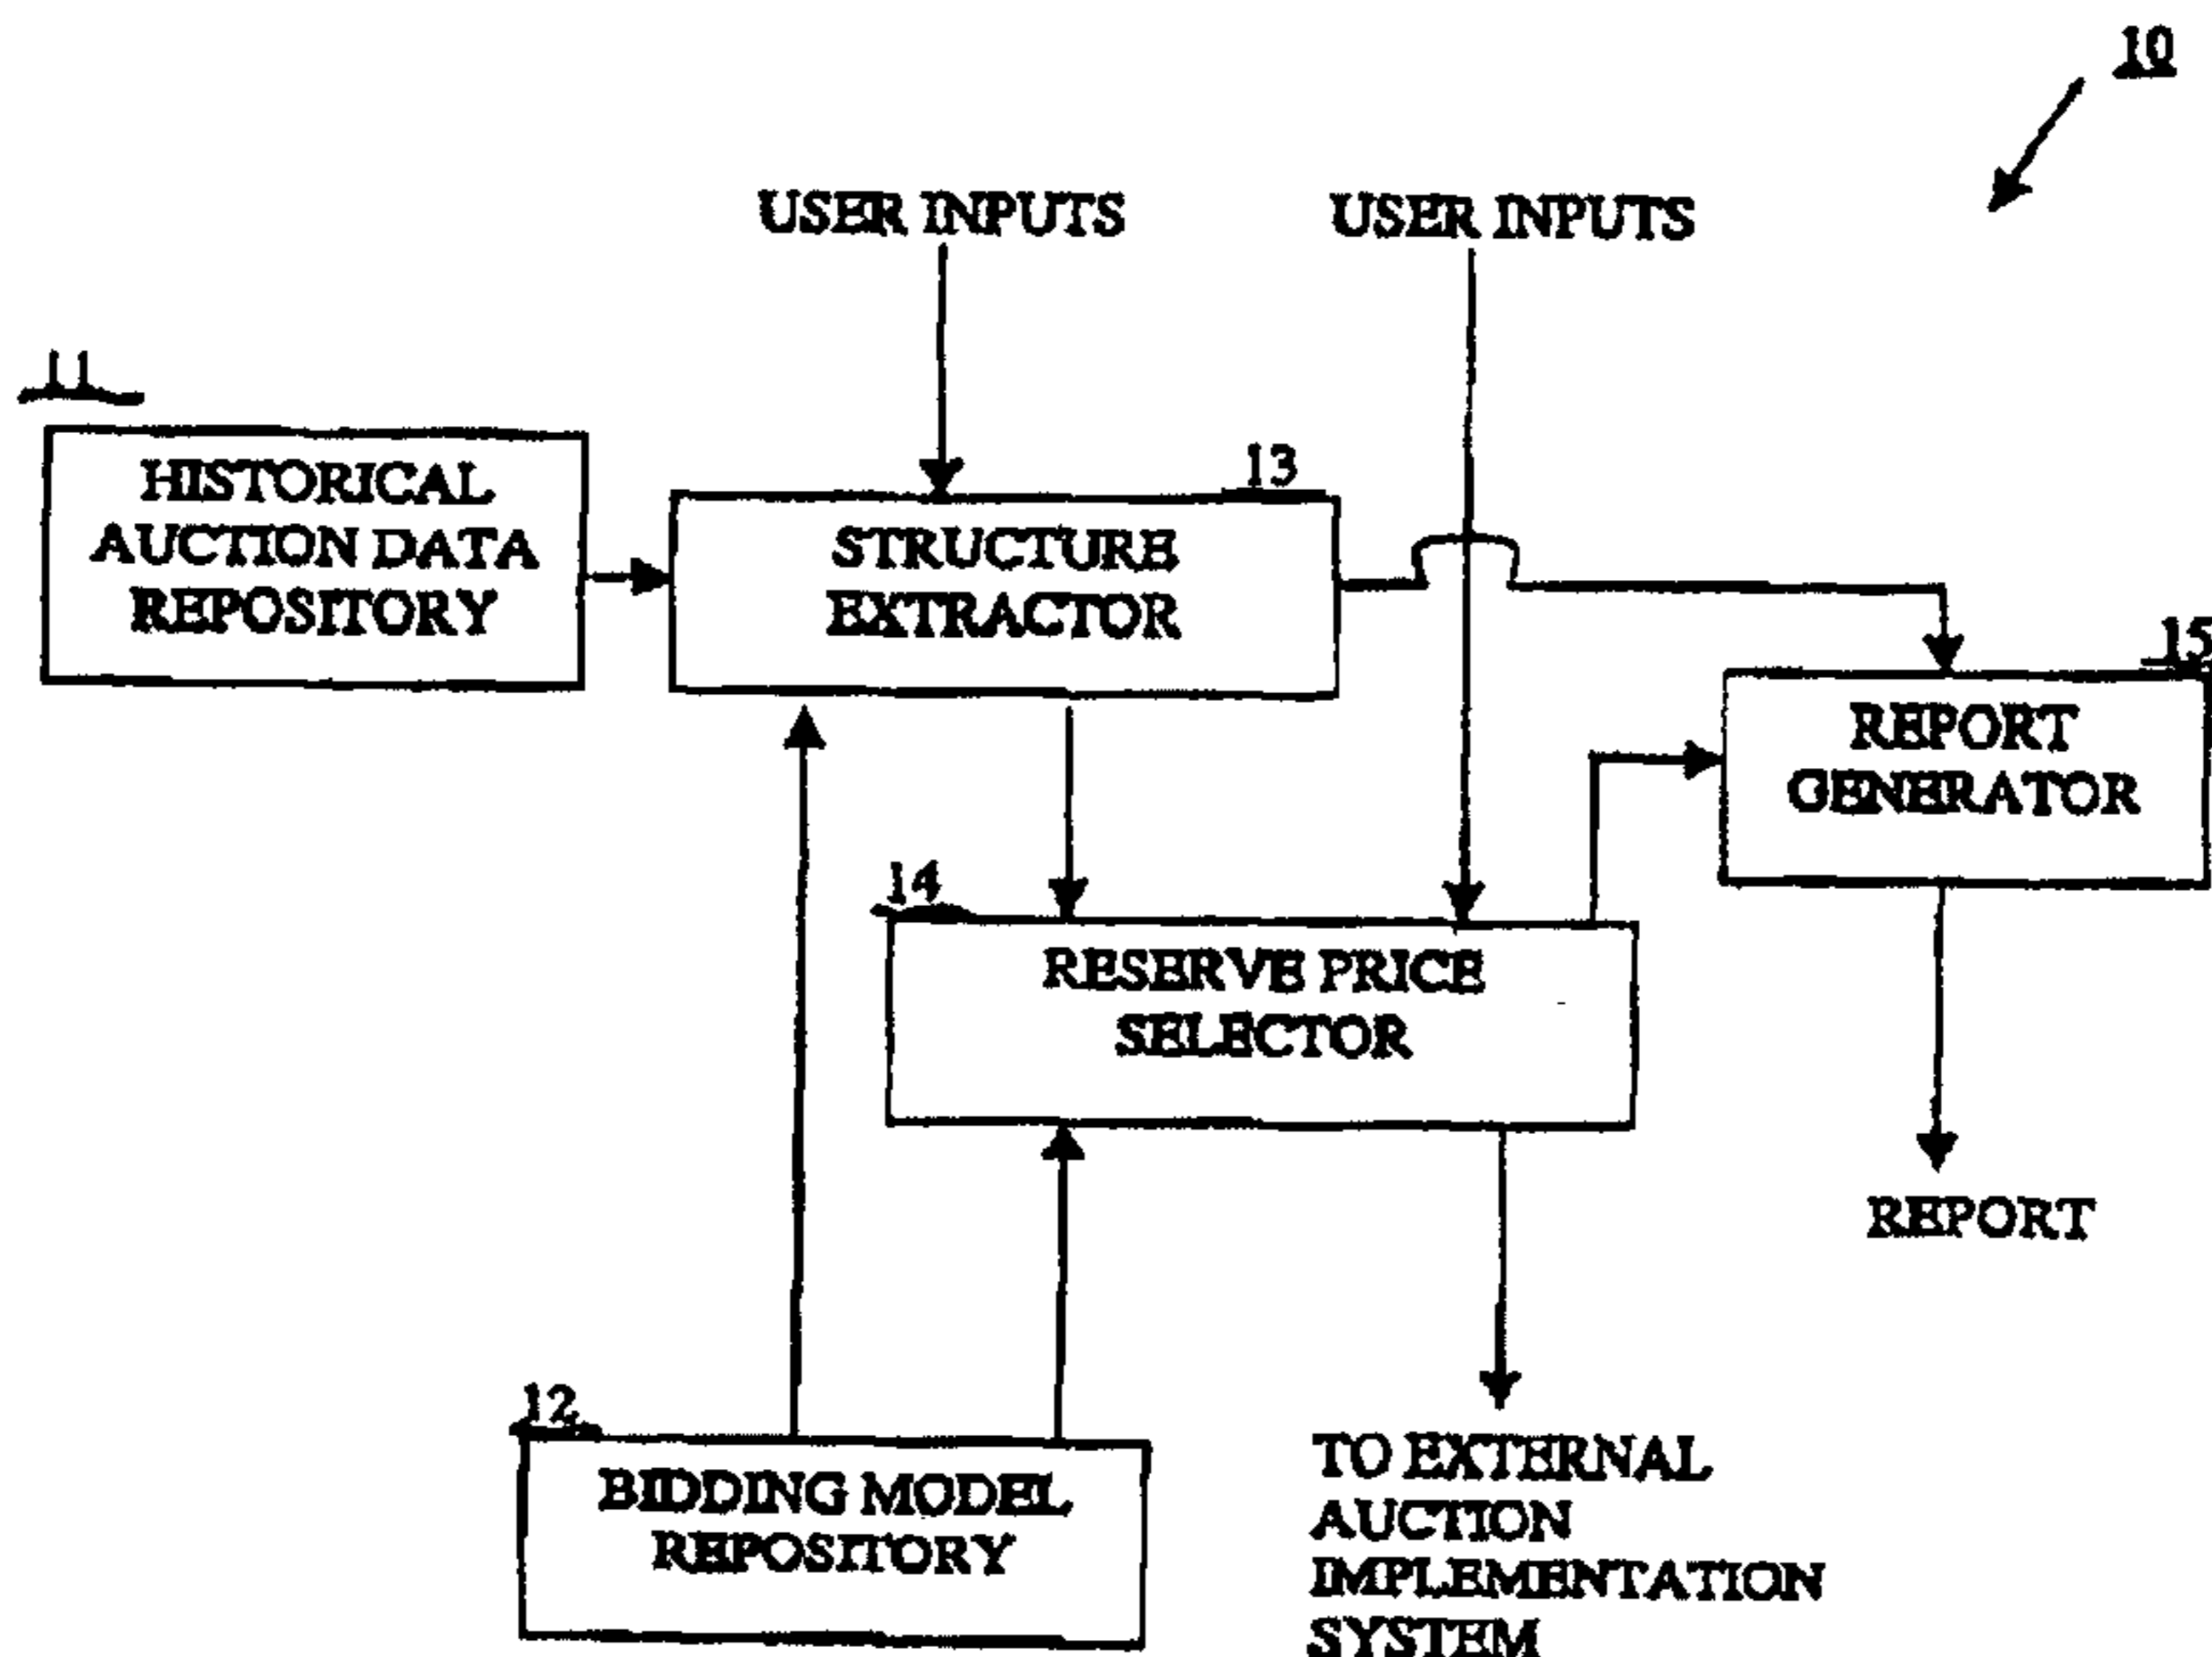 10
USER INPUTS
USER INPUTS
11
HISTORICAL
AUCTION DATA
REPOSITORY
13
STRUCTURE
EXTRACTOR
15
REPORT
GENERATOR
14
RESERVE PRICE
SELECTOR
REPORT
12
BIDDING MODEL
REPOSITORY
TO EXTERNAL
AUCTION
IMPLEMENTATION
SYSTEM